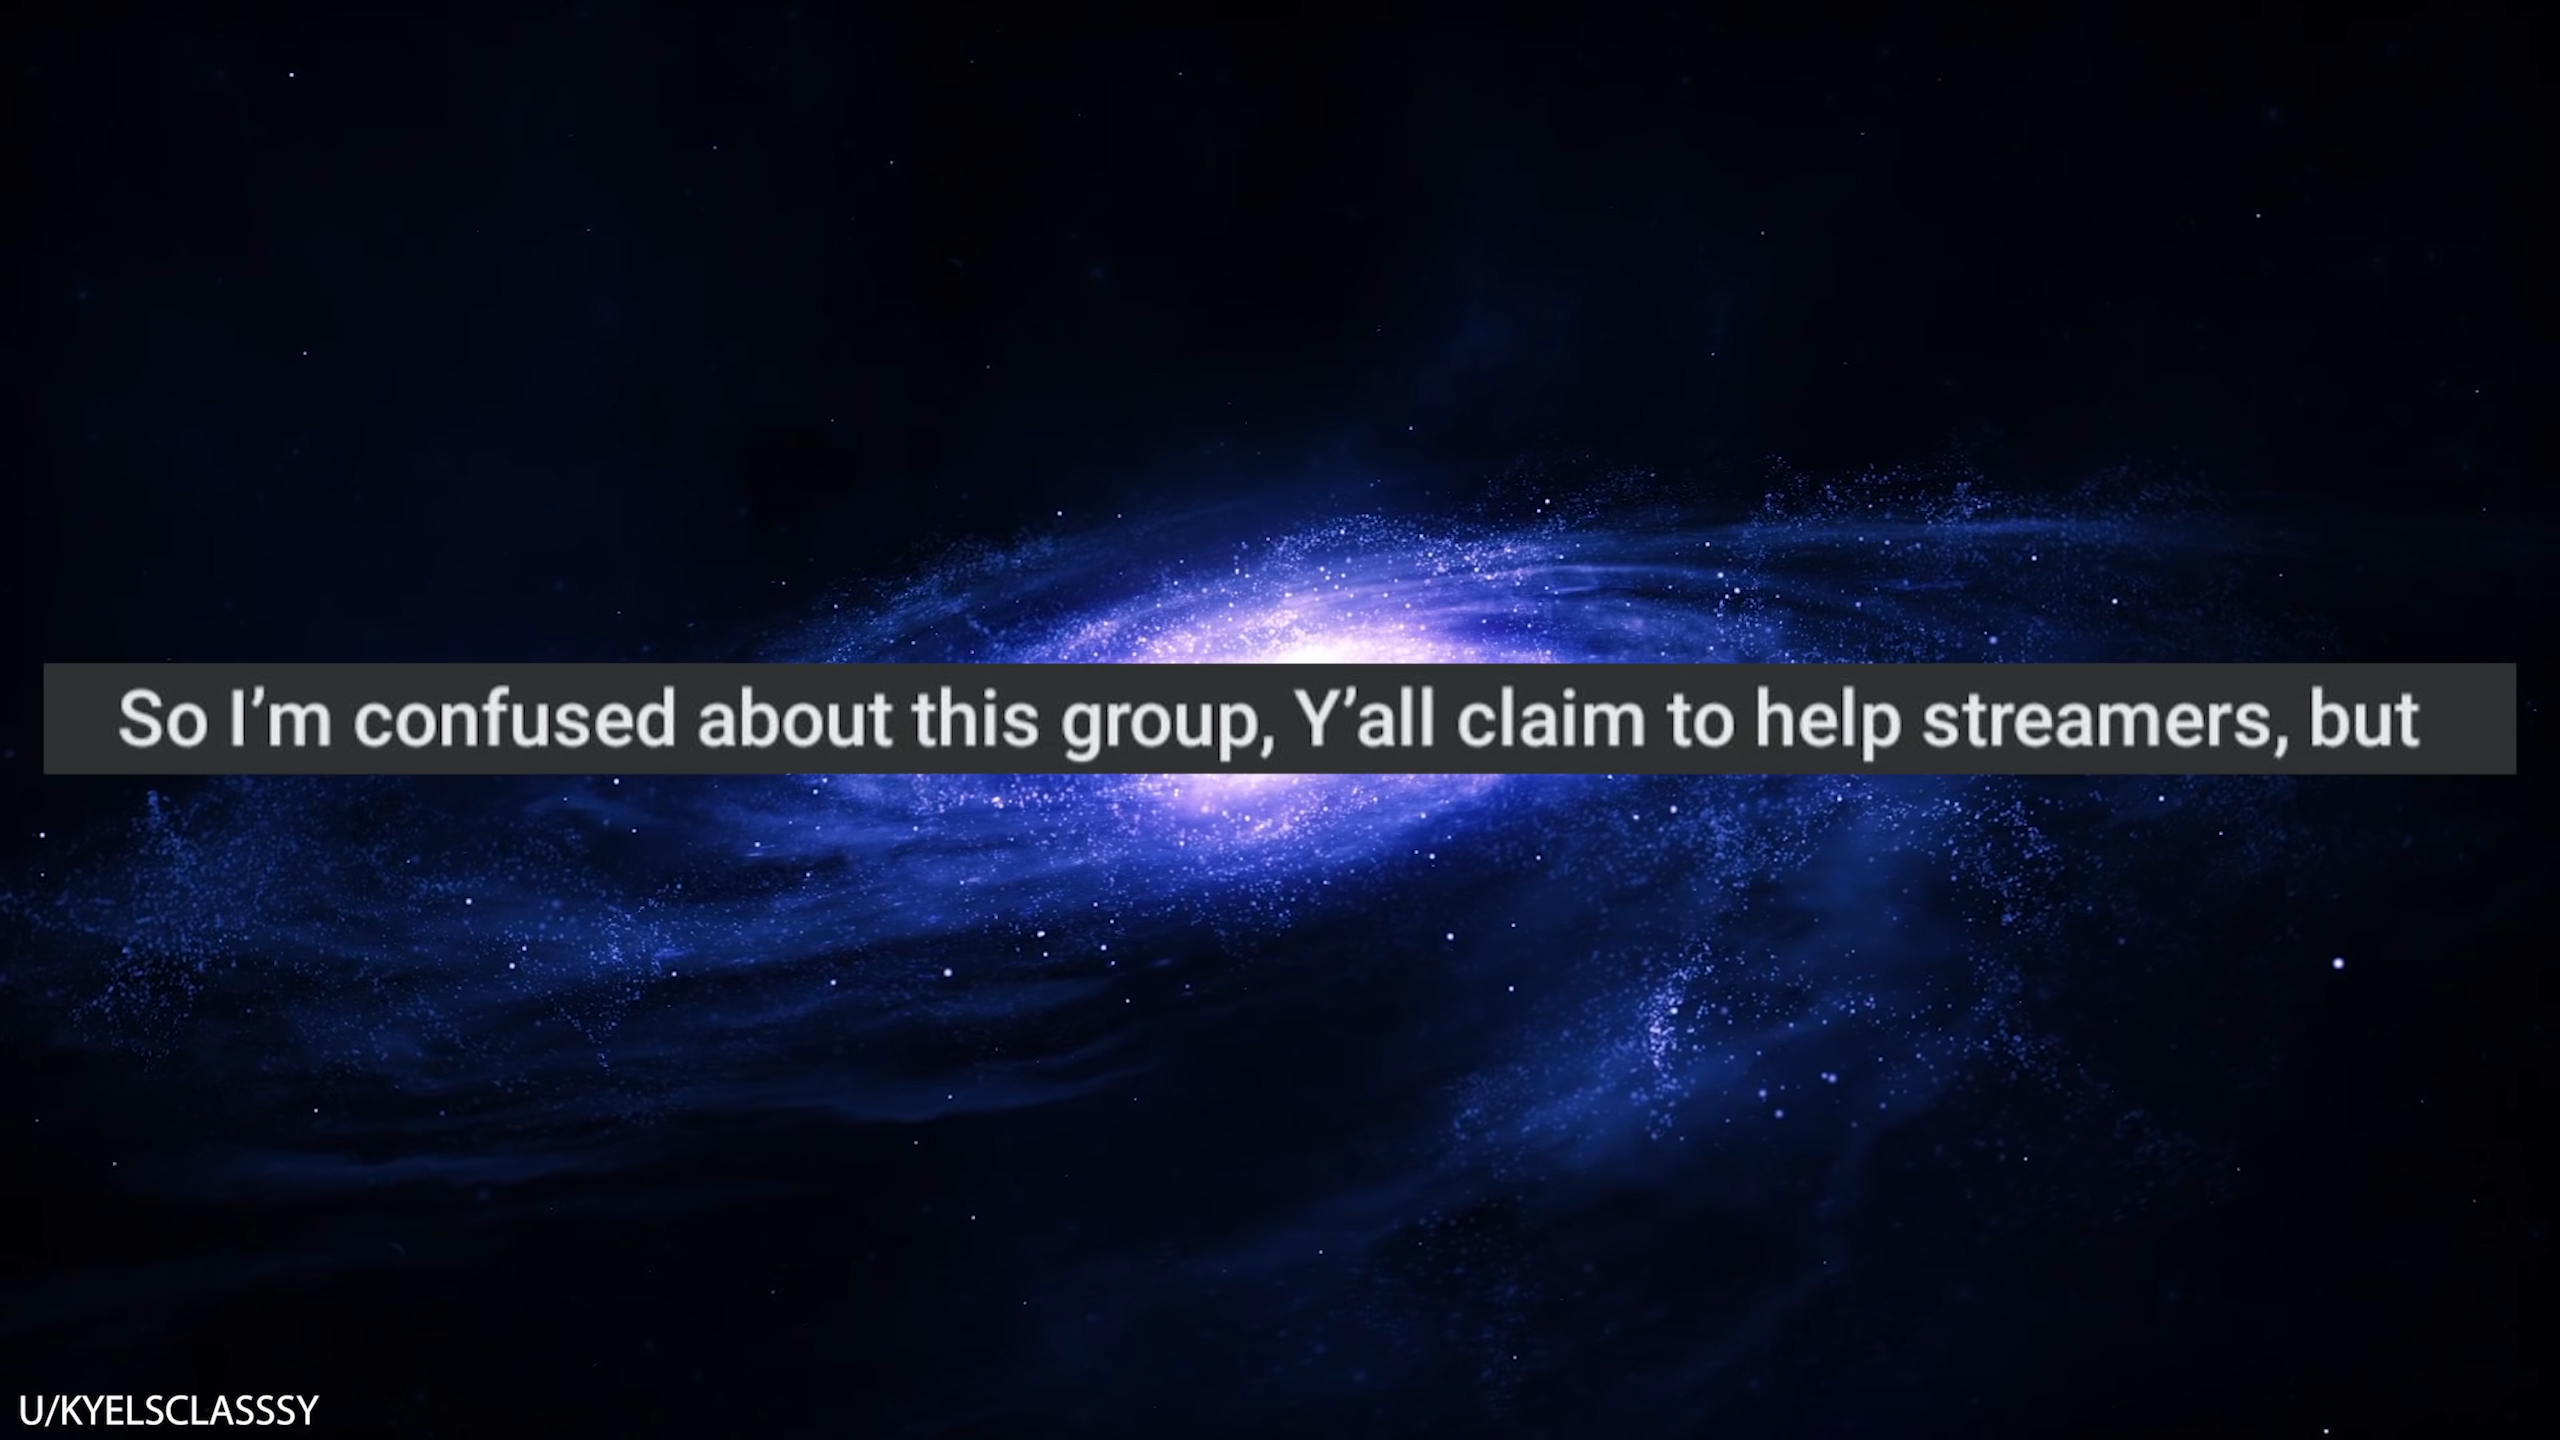 So I’m confused about this group, Y’all claim to help streamers, but
U/KYELSCLASSSY